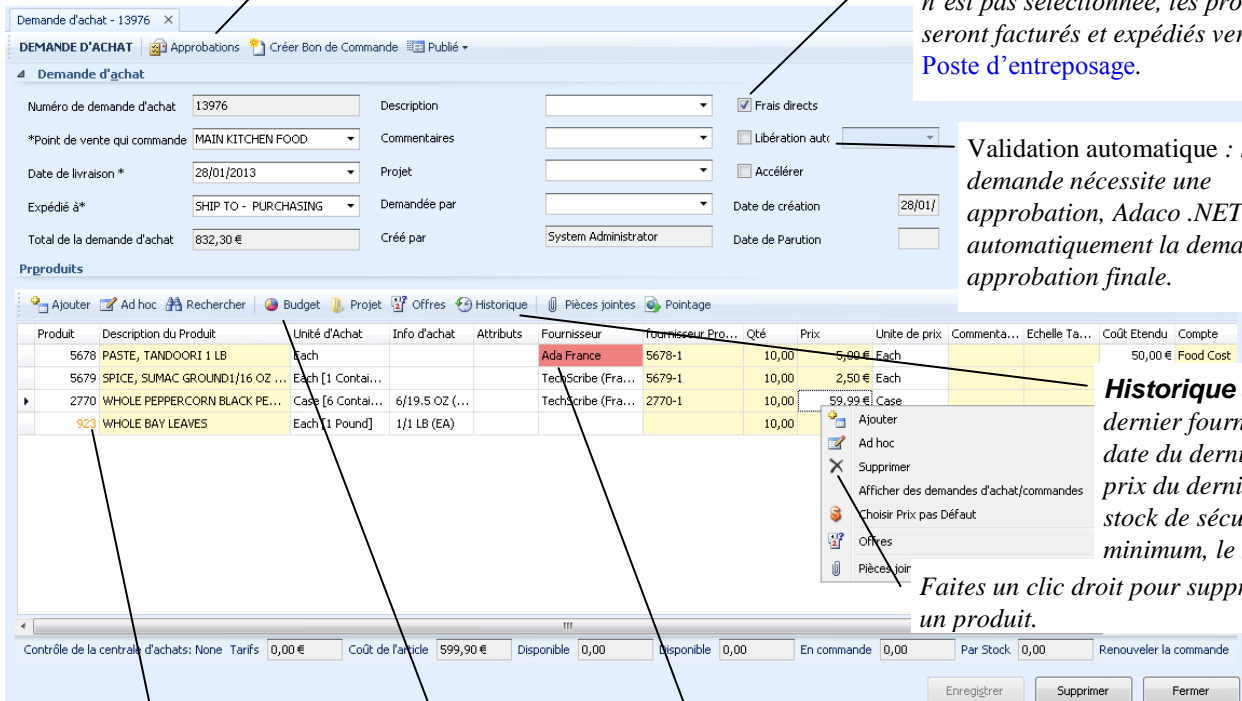 n'est pas sélectionnée, les pro
seront facturés et expédiés ver
Poste d'entreposage.
Demande d'achat - 13976 ×
DEMANDE D'ACHAT Approbations Créer Bon de Commande Publié
Demande d'achat
Numéro de demande d'achat 13976 Description Frais directs
*Point de vente qui commande MAIN KITCHEN FOOD Commentaires Libération auto
Date de livraison * 28/01/2013 Projet Accélérer
Expédié à* SHIP TO - PURCHASING Demandée par Date de création 28/01/
Total de la demande d'achat 832,30 € Créé par System Administrator Date de Parution
Validation automatique :
demande nécessite une
approbation, Adaco .NET
automatiquement la dema
approbation finale.
Prproduits
Ajouter Ad hoc Rechercher Budget Projet Offres Historique Pièces jointes Pointage
Produit Description du Produit Unité d'Achat Info d'achat Attributs Fournisseur fournisseur Pro... Qté Prix Unite de prix Commenta... Echelle Ta... Coût Etendu Compte
5678 PASTE, TANDOORI 1 LB Each Ada France 5678-1 10,00 5,00 € Each 50,00 € Food Cost
5679 SPICE, SUMAC GROUND1/16 OZ ... Each [1 Contai... TechScribe (Fra... 5679-1 10,00 2,50 € Each
2770 WHOLE PEPPERCORN BLACK PE... Case [6 Contai... 6/19.5 OZ (... TechScribe (Fra... 2770-1 10,00 59,99 € Case
923 WHOLE BAY LEAVES Each [1 Pound] 1/1 LB (EA) 10,00
Ajouter
Ad hoc
Supprimer
Afficher des demandes d'achat/commandes
Choisir Prix pas Défaut
Offres
Pièces join
Historique
dernier fourn
date du derni
prix du derni
stock de sécu
minimum, le
Faites un clic droit pour suppr
un produit.
Contrôle de la centrale d'achats: None Tarifs 0,00 € Coût de l'article 599,90 € Disponible 0,00 Disponible 0,00 En commande 0,00 Par Stock 0,00 Renouveler la commande
Enregistrer Supprimer Fermer